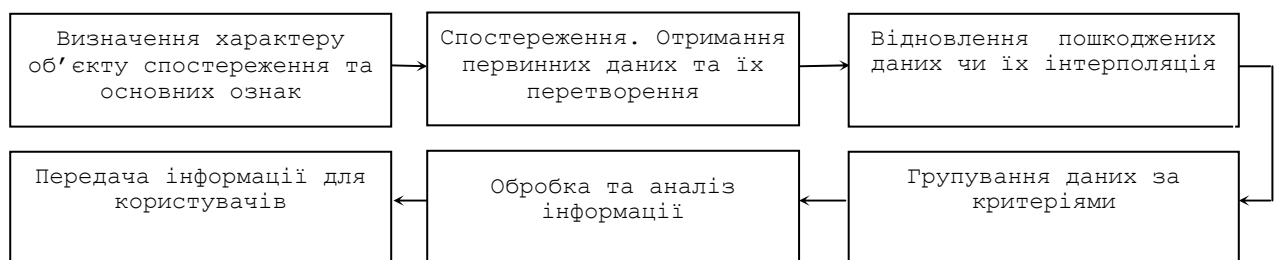 Визначення характеру
об’єкту спостереження та
основних ознак
Спостереження. Отримання
первинних даних та їх
перетворення
Відновлення пошкоджених
даних чи їх інтерполяція
Передача інформації для
користувачів
Обробка та аналіз
інформації
Групування даних за
критеріями